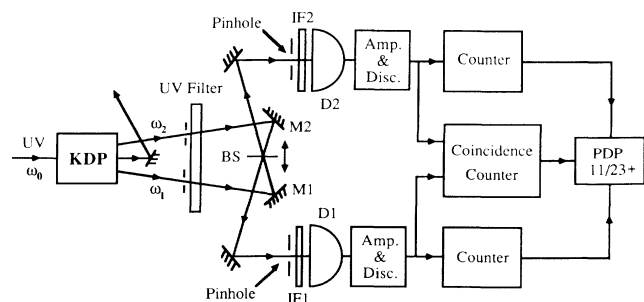 IF2
Pinhole
Amp.
&
Disc.
Counter
D2
UV Filter
UV
ω0
KDP
ω2
ω1
M2
BS
M1
Coincidence
Counter
PDP
11/23+
D1
Amp.
&
Disc.
Counter
Pinhole
IF1